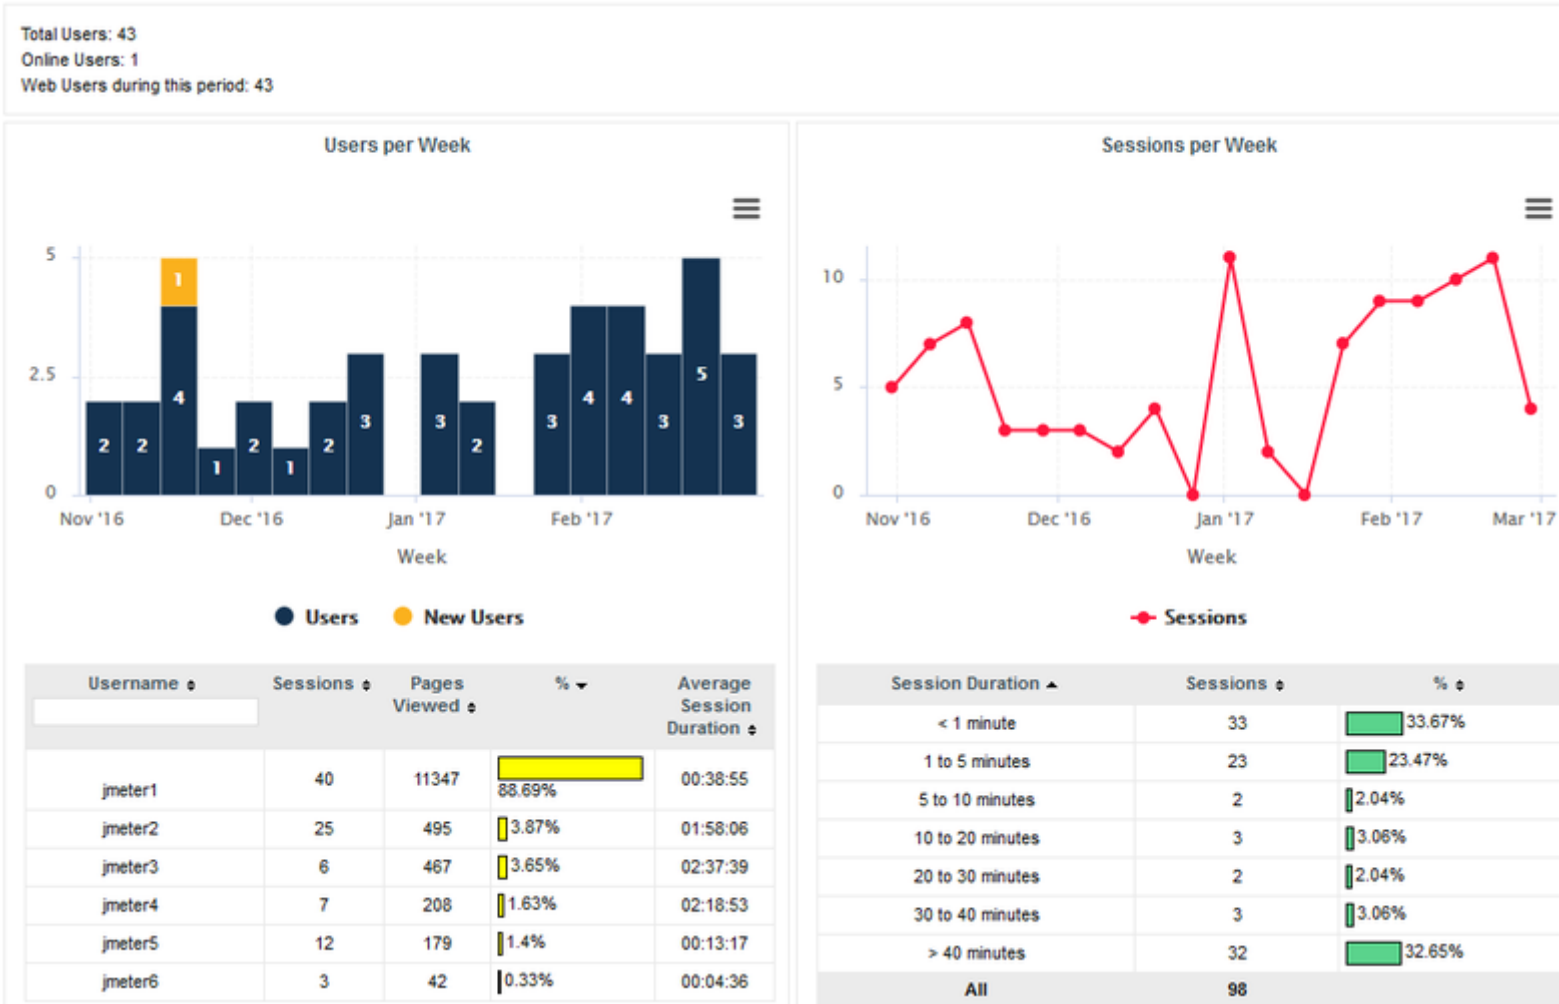 Total Users: 43
Online Users: 1
Web Users during this period: 43
Users per Week
5
2.5
0
1
2
2
4
1
2
1
2
3
3
2
3
4
4
3
5
3
Nov '16
Dec '16
Jan '17
Feb '17
Week
Users
New Users
Sessions per Week
10
5
0
Nov '16
Dec '16
Jan '17
Feb '17
Mar '17
Week
Sessions
Username Sessions Pages Viewed % Average Session Duration
jmeter1 40 11347 88.69% 00:38:55
jmeter2 25 495 3.87% 01:58:06
jmeter3 6 467 3.65% 02:37:39
jmeter4 7 208 1.63% 02:18:53
jmeter5 12 179 1.4% 00:13:17
jmeter6 3 42 0.33% 00:04:36
Session Duration Sessions %
< 1 minute 33 33.67%
1 to 5 minutes 23 23.47%
5 to 10 minutes 2 2.04%
10 to 20 minutes 3 3.06%
20 to 30 minutes 2 2.04%
30 to 40 minutes 3 3.06%
> 40 minutes 32 32.65%
All 98